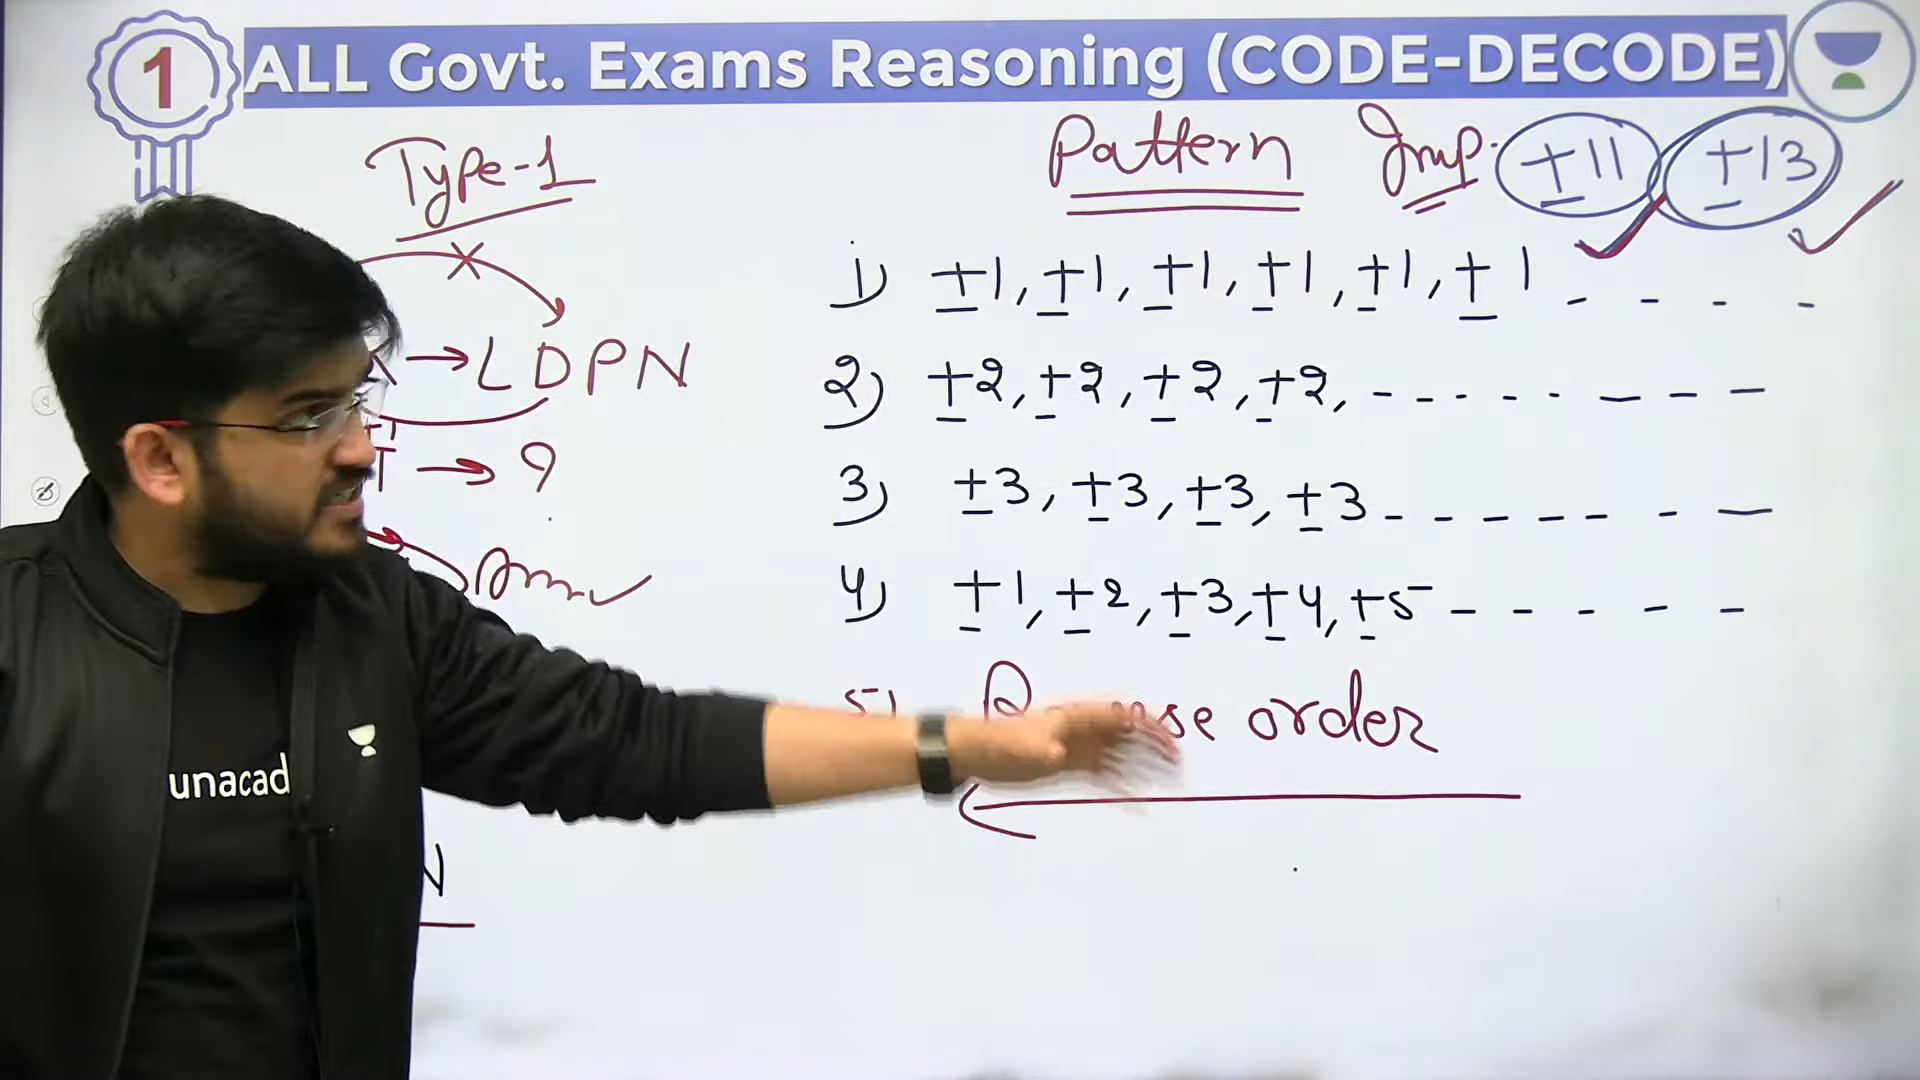 1 ALL Govt. Exams Reasoning (CODE-DECODE)
Type-1
Pattern Imp. ±11 ±13
1) ±1, ±1, ±1, ±1, ±1, ±1 - - - -
→ LDPN
2) ±2, ±2, ±2, ±2, - - - - - - - -
+1
T → ?
3) ±3, ±3, ±3, ±3 - - - - - - -
4) ±1, ±2, ±3, ±4, ±5 - - - - -
5) order
unacad
N